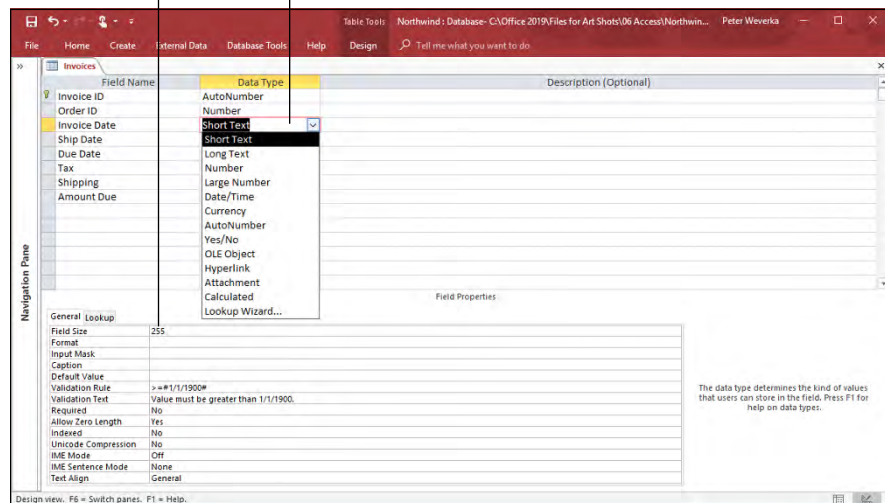 Table Tools Northwind : Database- C:\Office 2019\Files for Art Shots\06 Access\Northwin... Peter Weverka
File Home Create External Data Database Tools Help Design Tell me what you want to do
Invoices
Field Name Data Type Description (Optional)
Invoice ID AutoNumber
Order ID Number
Invoice Date Short Text
Ship Date Short Text
Due Date Long Text
Tax Number
Shipping Large Number
Amount Due Date/Time
Currency
AutoNumber
Yes/No
OLE Object
Hyperlink
Attachment
Calculated
Lookup Wizard...
Navigation Pane
Field Properties
General Lookup
Field Size 255
Format
Input Mask
Caption
Default Value
Validation Rule >=#1/1/1900#
Validation Text Value must be greater than 1/1/1900.
Required No
Allow Zero Length Yes
Indexed No
Unicode Compression No
IME Mode Off
IME Sentence Mode None
Text Align General
The data type determines the kind of values
that users can store in the field. Press F1 for
help on data types.
Design view. F6 = Switch panes. F1 = Help.